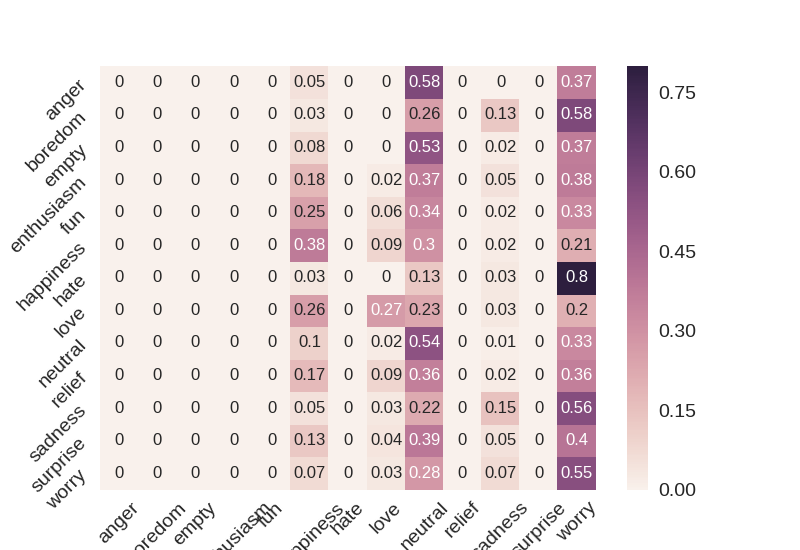 anger 0 0 0 0 0 0.05 0 0 0.58 0 0 0 0.37
boredom 0 0 0 0 0 0.03 0 0 0.26 0 0.13 0 0.58
empty 0 0 0 0 0 0.08 0 0 0.53 0 0.02 0 0.37
enthusiasm 0 0 0 0 0 0.18 0 0.02 0.37 0 0.05 0 0.38
fun 0 0 0 0 0 0.25 0 0.06 0.34 0 0.02 0 0.33
happiness 0 0 0 0 0 0.38 0 0.09 0.3 0 0.02 0 0.21
hate 0 0 0 0 0 0.03 0 0 0.13 0 0.03 0 0.8
love 0 0 0 0 0 0.26 0 0.27 0.23 0 0.03 0 0.2
neutral 0 0 0 0 0 0.1 0 0.02 0.54 0 0.01 0 0.33
relief 0 0 0 0 0 0.17 0 0.09 0.36 0 0.02 0 0.36
sadness 0 0 0 0 0 0.05 0 0.03 0.22 0 0.15 0 0.56
surprise 0 0 0 0 0 0.13 0 0.04 0.39 0 0.05 0 0.4
worry 0 0 0 0 0 0.07 0 0.03 0.28 0 0.07 0 0.55
anger oredom empty husiasm fun ppiness hate love neutral relief sadness surprise worry
0.75
0.60
0.45
0.30
0.15
0.00